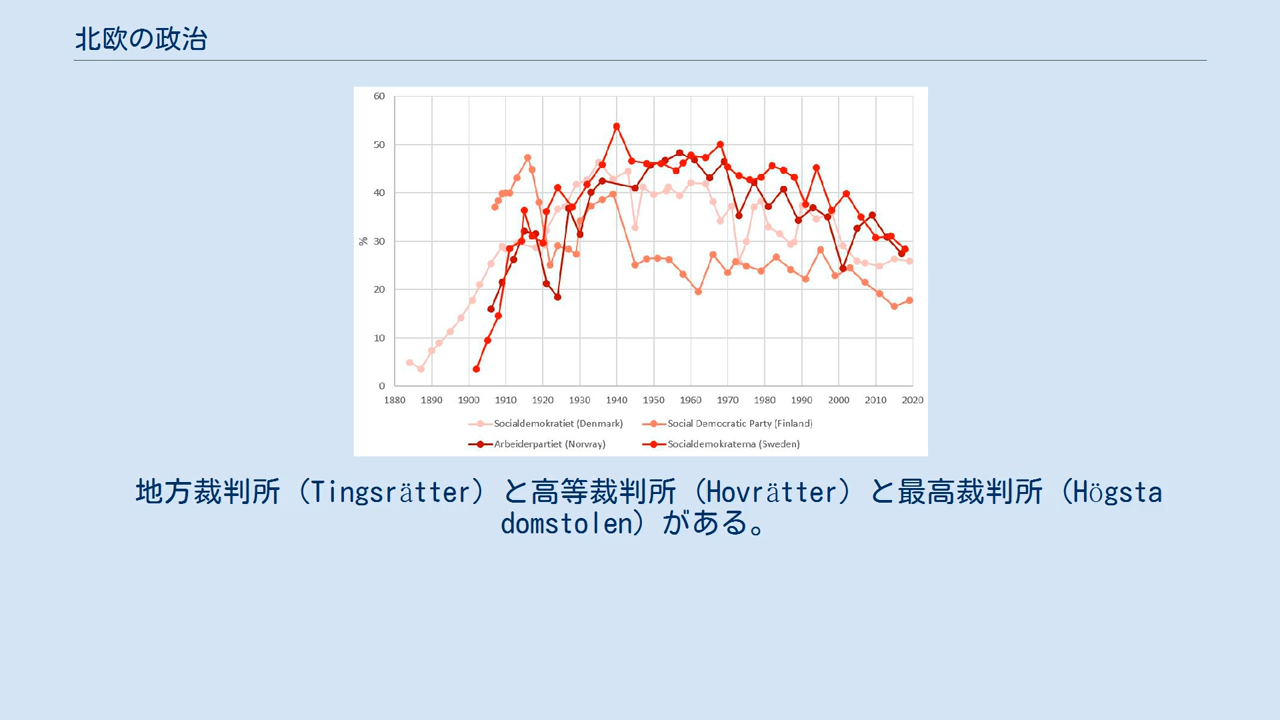 北欧の政治
60
50
40
30
20
10
0
%
1880 1890 1900 1910 1920 1930 1940 1950 1960 1970 1980 1990 2000 2010 2020
Socialdemokratiet (Denmark) Social Democratic Party (Finland)
Arbeiderpartiet (Norway) Socialdemokraterna (Sweden)
地方裁判所（Tingsrätter）と高等裁判所（Hovrätter）と最高裁判所（Högsta
domstolen）がある。